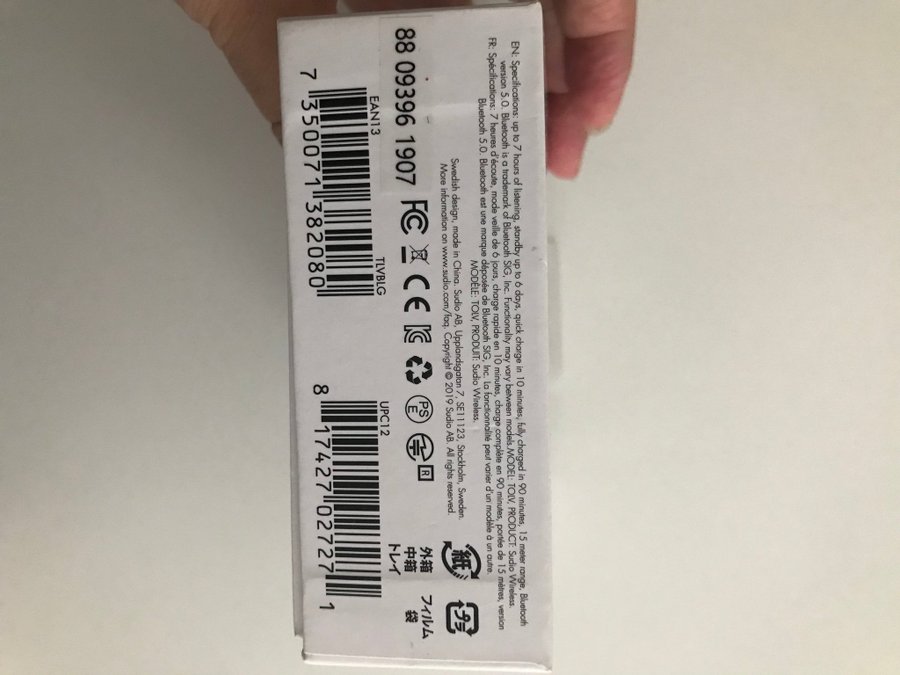 EN: Specifications: up to 7 hours of listening, standby up to 6 days, quick charge in 10 minutes, fully charged in 90 minutes, 15 meter range, Bluetooth
version 5.0. Bluetooth is a trademark of Bluetooth SIG, Inc. Functionality may vary between models.MODEL: TOLV, PRODUCT: Sudio Wireless.
FR: Spécifications: 7 heures d'écoute, mode veille de 6 jours, charge rapide en 10 minutes, charge complète en 90 minutes, portée de 15 mètres, version
Bluetooth 5.0. Bluetooth est une marque déposée de Bluetooth SIG, Inc. La fonctionnalité peut varier d'un modèle à un autre.
MODÈLE: TOLV, PRODUIT: Sudio Wireless.
Swedish design, made in China. Sudio AB, Upplandsgatan 7, SE11123, Stockholm, Sweden.
More information on www.sudio.com/faq. Copyright © 2019 Sudio AB. All rights reserved.
88 09396 1907
FC CE PS E R
紙 プラ
外箱 フィルム
中箱 袋
トレイ
EAN13 TLVBLG
7 350071 382080
UPC12
8 17427 02727 1